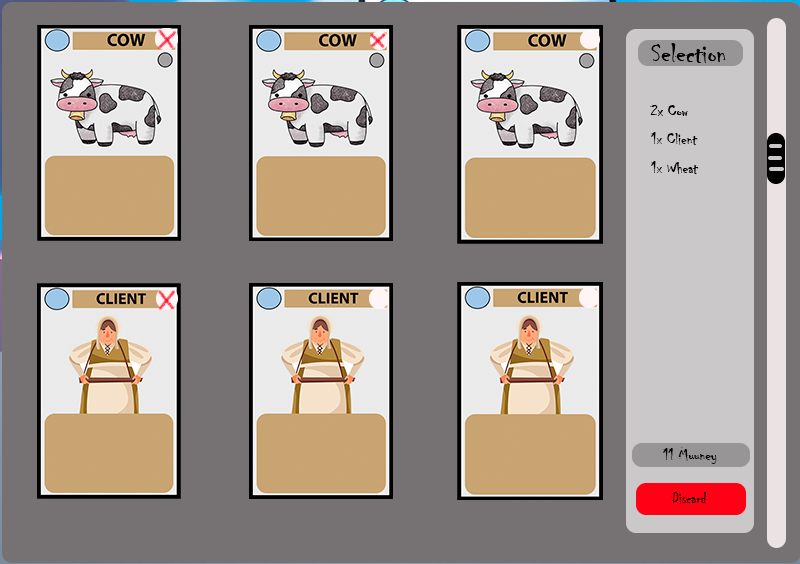 COW
COW
COW
CLIENT
CLIENT
CLIENT
Selection
2x Cow
1x Client
1x Wheat
11 Muuney
Discard